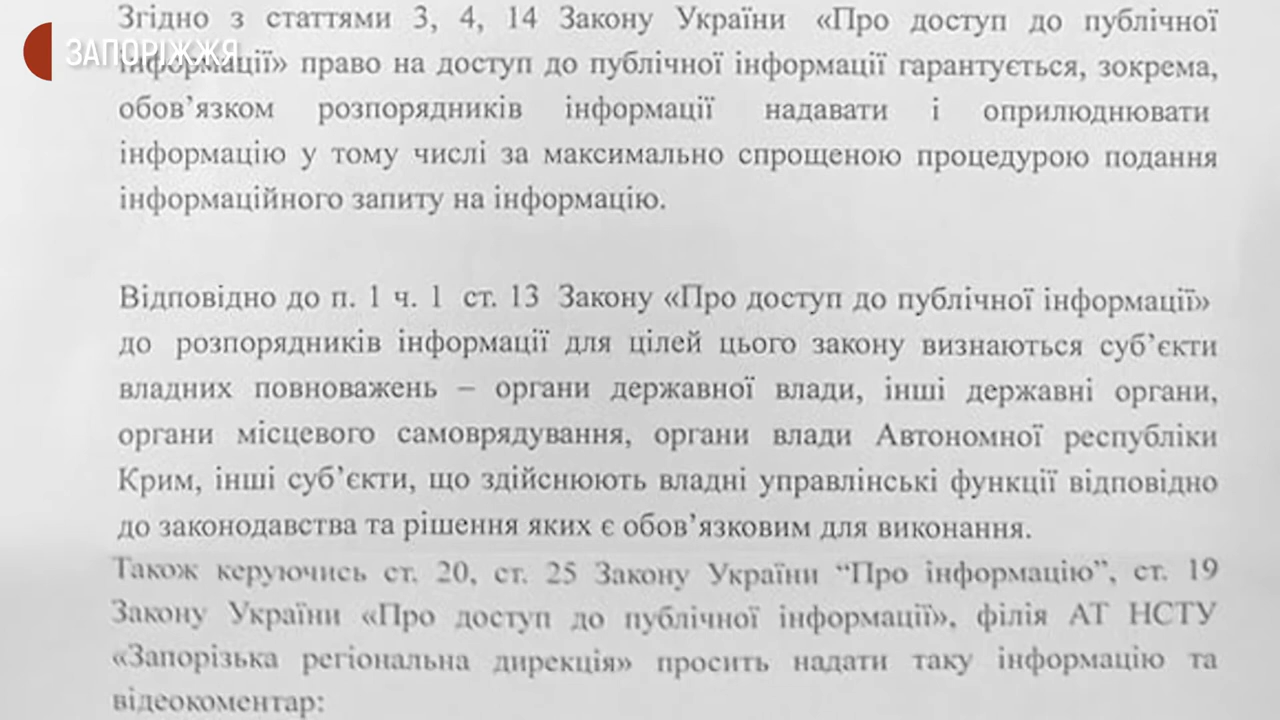 Згідно з статтями 3, 4, 14 Закону України «Про доступ до публічної
ЗАПОРІЖЖЯ
інформації» право на доступ до публічної інформації гарантується, зокрема,
обов’язком розпорядників інформації надавати і оприлюднювати
інформацію у тому числі за максимально спрощеною процедурою подання
інформаційного запиту на інформацію.
Відповідно до п. 1 ч. 1 ст. 13 Закону «Про доступ до публічної інформації»
до розпорядників інформації для цілей цього закону визнаються суб’єкти
владних повноважень – органи державної влади, інші державні органи,
органи місцевого самоврядування, органи влади Автономної республіки
Крим, інші суб’єкти, що здійснюють владні управлінські функції відповідно
до законодавства та рішення яких є обов’язковим для виконання.
Також керуючись ст. 20, ст. 25 Закону України “Про інформацію”, ст. 19
Закону України «Про доступ до публічної інформації», філія АТ НСТУ
«Запорізька регіональна дирекція» просить надати таку інформацію та
відеокоментар: